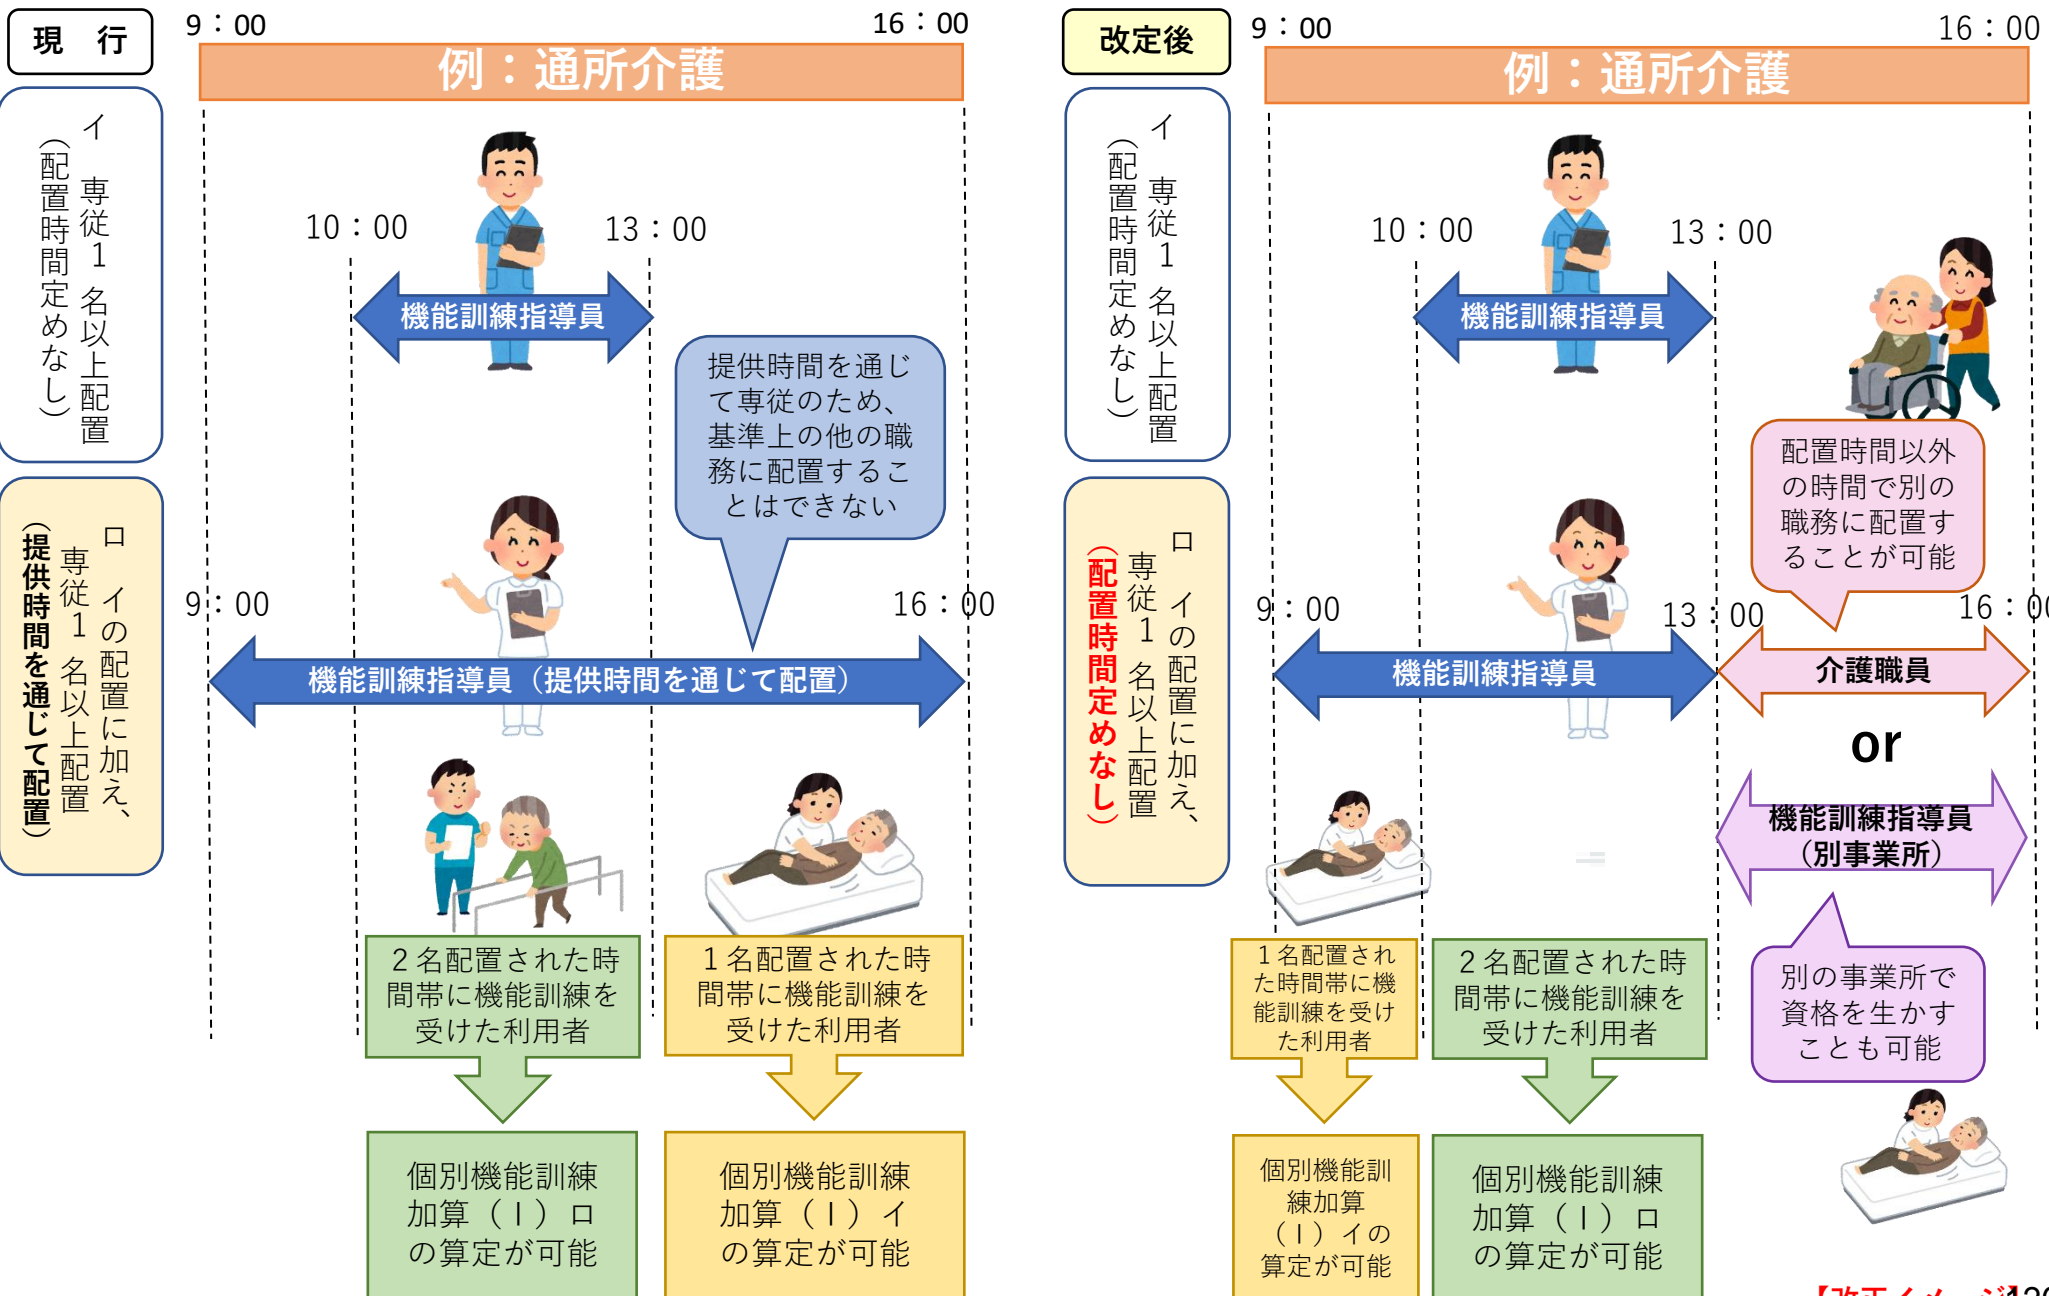 現　行
9：00
16：00
例：通所介護
イ　専従１名以上配置
（配置時間定めなし）
10：00
13：00
機能訓練指導員
提供時間を通じ
て専従のため、
基準上の他の職
務に配置するこ
とはできない
ロ　イの配置に加え、
専従１名以上配置
（提供時間を通じて配置）
9：00
16：00
機能訓練指導員（提供時間を通じて配置）
２名配置された時
間帯に機能訓練を
受けた利用者
１名配置された時
間帯に機能訓練を
受けた利用者
個別機能訓練
加算（Ⅰ）ロ
の算定が可能
個別機能訓練
加算（Ⅰ）イ
の算定が可能
改定後
9：00
16：00
例：通所介護
イ　専従１名以上配置
（配置時間定めなし）
10：00
13：00
機能訓練指導員
配置時間以外
の時間で別の
職務に配置す
ることが可能
ロ　イの配置に加え、
専従１名以上配置
（配置時間定めなし）
9：00
13：00
16：00
機能訓練指導員
介護職員
or
機能訓練指導員
（別事業所）
１名配置され
た時間帯に機
能訓練を受け
た利用者
２名配置された時
間帯に機能訓練を
受けた利用者
別の事業所で
資格を生かす
ことも可能
個別機能訓
練加算
（Ⅰ）イの
算定が可能
個別機能訓練
加算（Ⅰ）ロ
の算定が可能